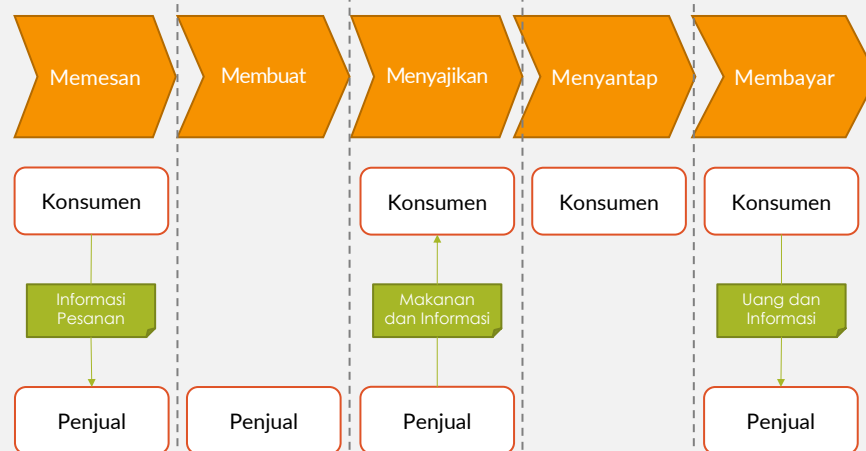 Memesan
Membuat
Menyajikan
Menyantap
Membayar
Konsumen
Konsumen
Konsumen
Konsumen
Informasi
Pesanan
Makanan
dan Informasi
Uang dan
Informasi
Penjual
Penjual
Penjual
Penjual